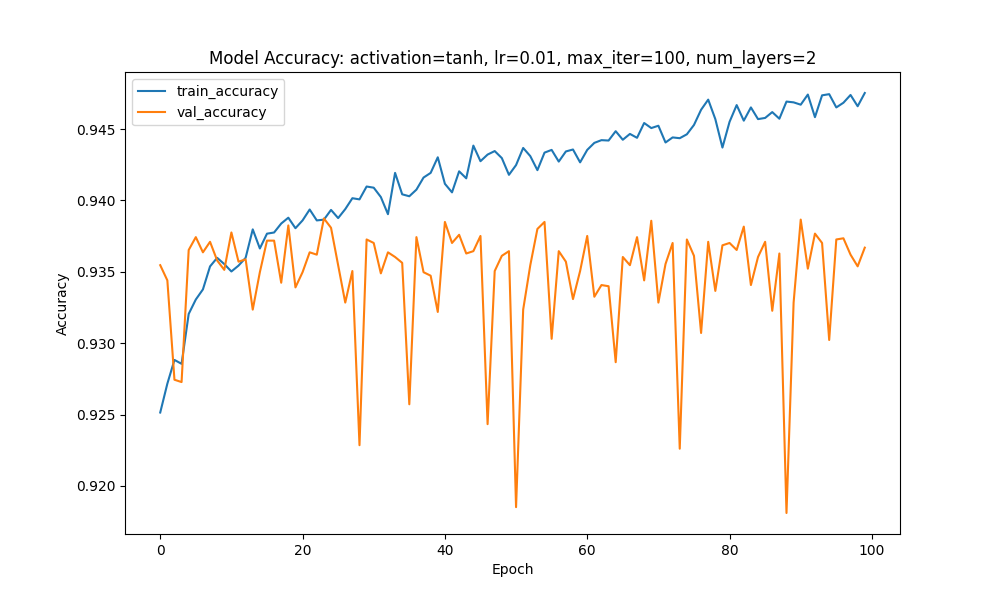 Model Accuracy: activation=tanh, lr=0.01, max_iter=100, num_layers=2
train_accuracy
val_accuracy
Accuracy
0.945
0.940
0.935
0.930
0.925
0.920
0 20 40 60 80 100
Epoch